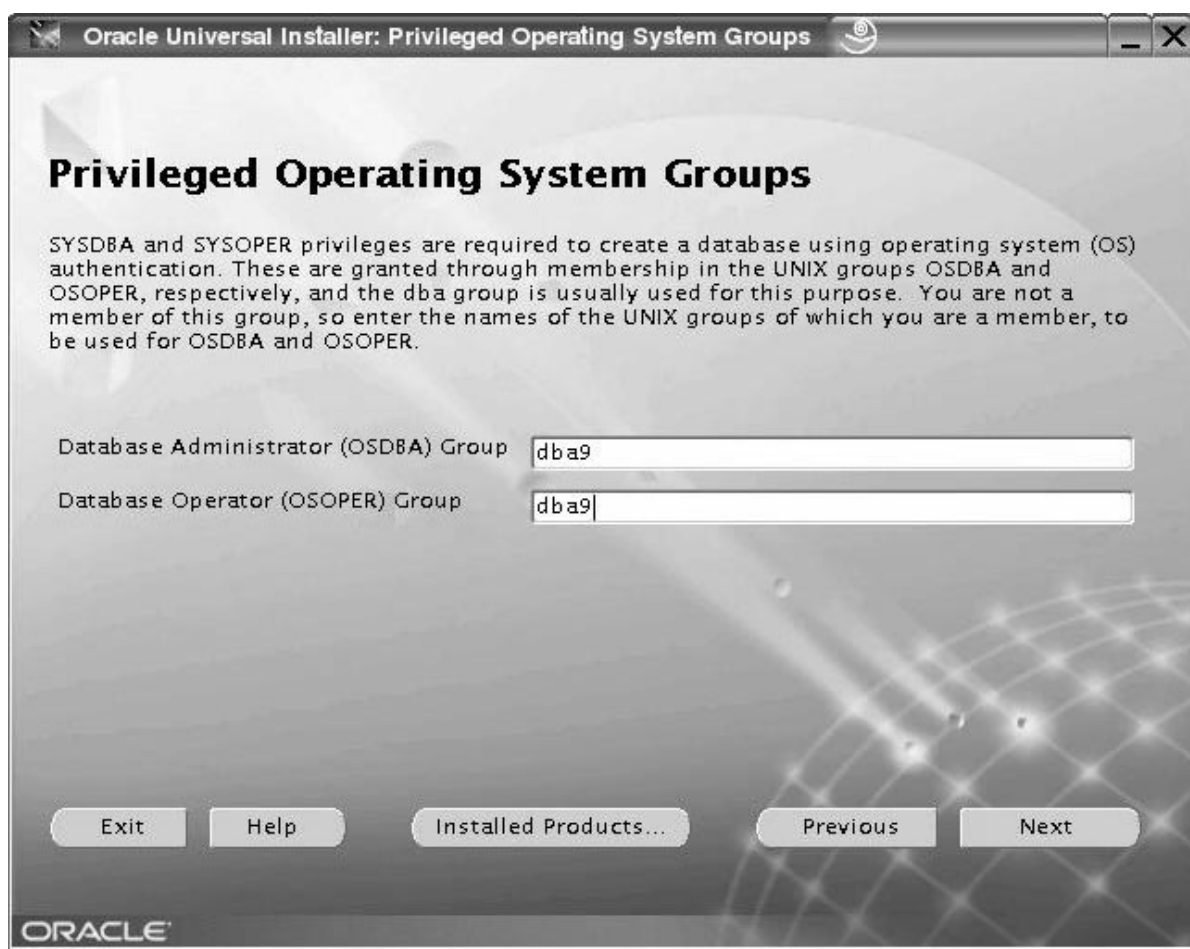 Oracle Universal Installer: Privileged Operating System Groups
Privileged Operating System Groups
SYSDBA and SYSOPER privileges are required to create a database using operating system (OS)
authentication. These are granted through membership in the UNIX groups OSDBA and
OSOPER, respectively, and the dba group is usually used for this purpose. You are not a
member of this group, so enter the names of the UNIX groups of which you are a member, to
be used for OSDBA and OSOPER.
Database Administrator (OSDBA) Group dba9
Database Operator (OSOPER) Group dba9
Exit Help Installed Products... Previous Next
ORACLE